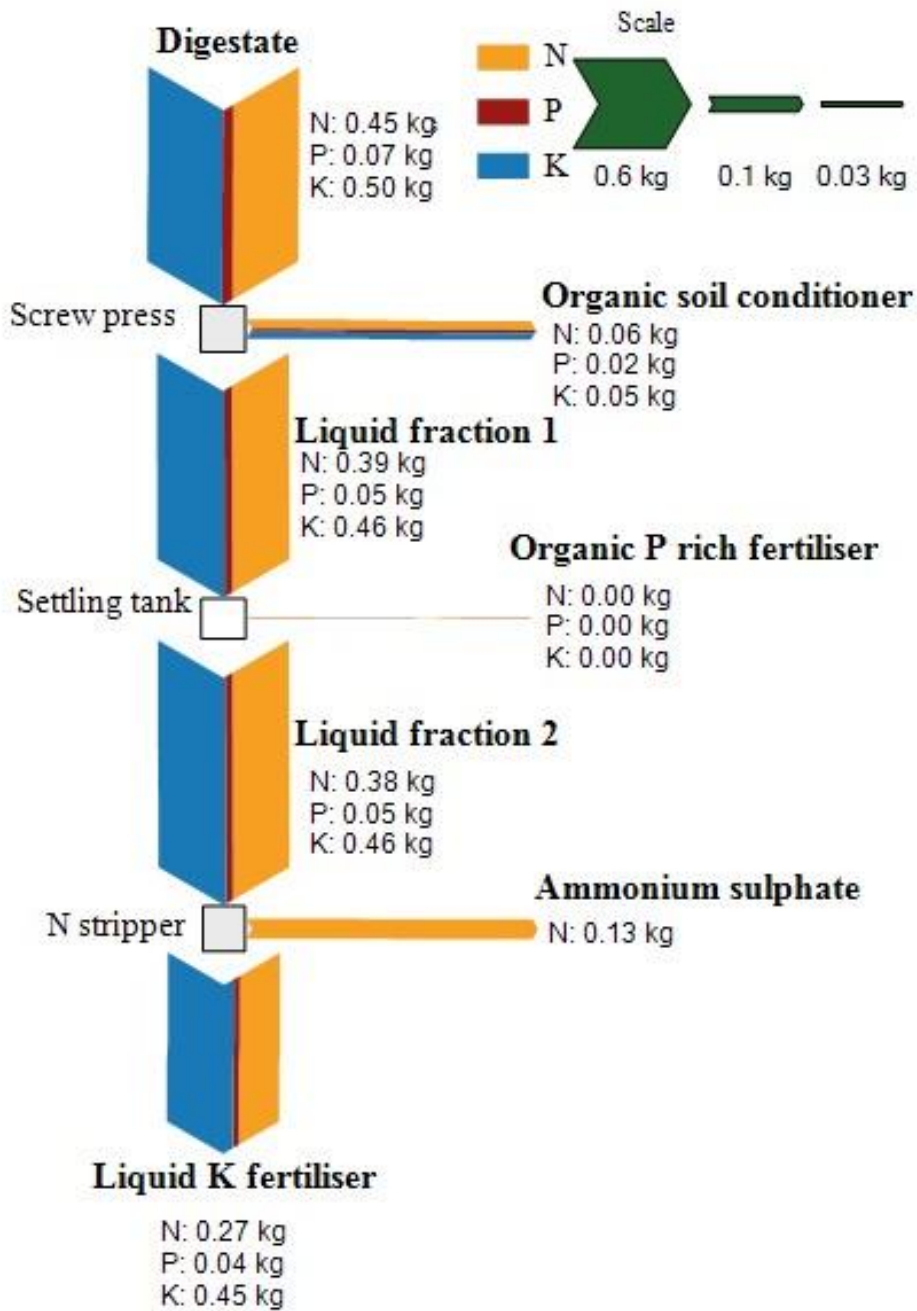 Digestate
N: 0.45 kg
P: 0.07 kg
K: 0.50 kg
Scale
N
P
K
0.6 kg
0.1 kg
0.03 kg
Screw press
Organic soil conditioner
N: 0.06 kg
P: 0.02 kg
K: 0.05 kg
Liquid fraction 1
N: 0.39 kg
P: 0.05 kg
K: 0.46 kg
Settling tank
Organic P rich fertiliser
N: 0.00 kg
P: 0.00 kg
K: 0.00 kg
Liquid fraction 2
N: 0.38 kg
P: 0.05 kg
K: 0.46 kg
N stripper
Ammonium sulphate
N: 0.13 kg
Liquid K fertiliser
N: 0.27 kg
P: 0.04 kg
K: 0.45 kg